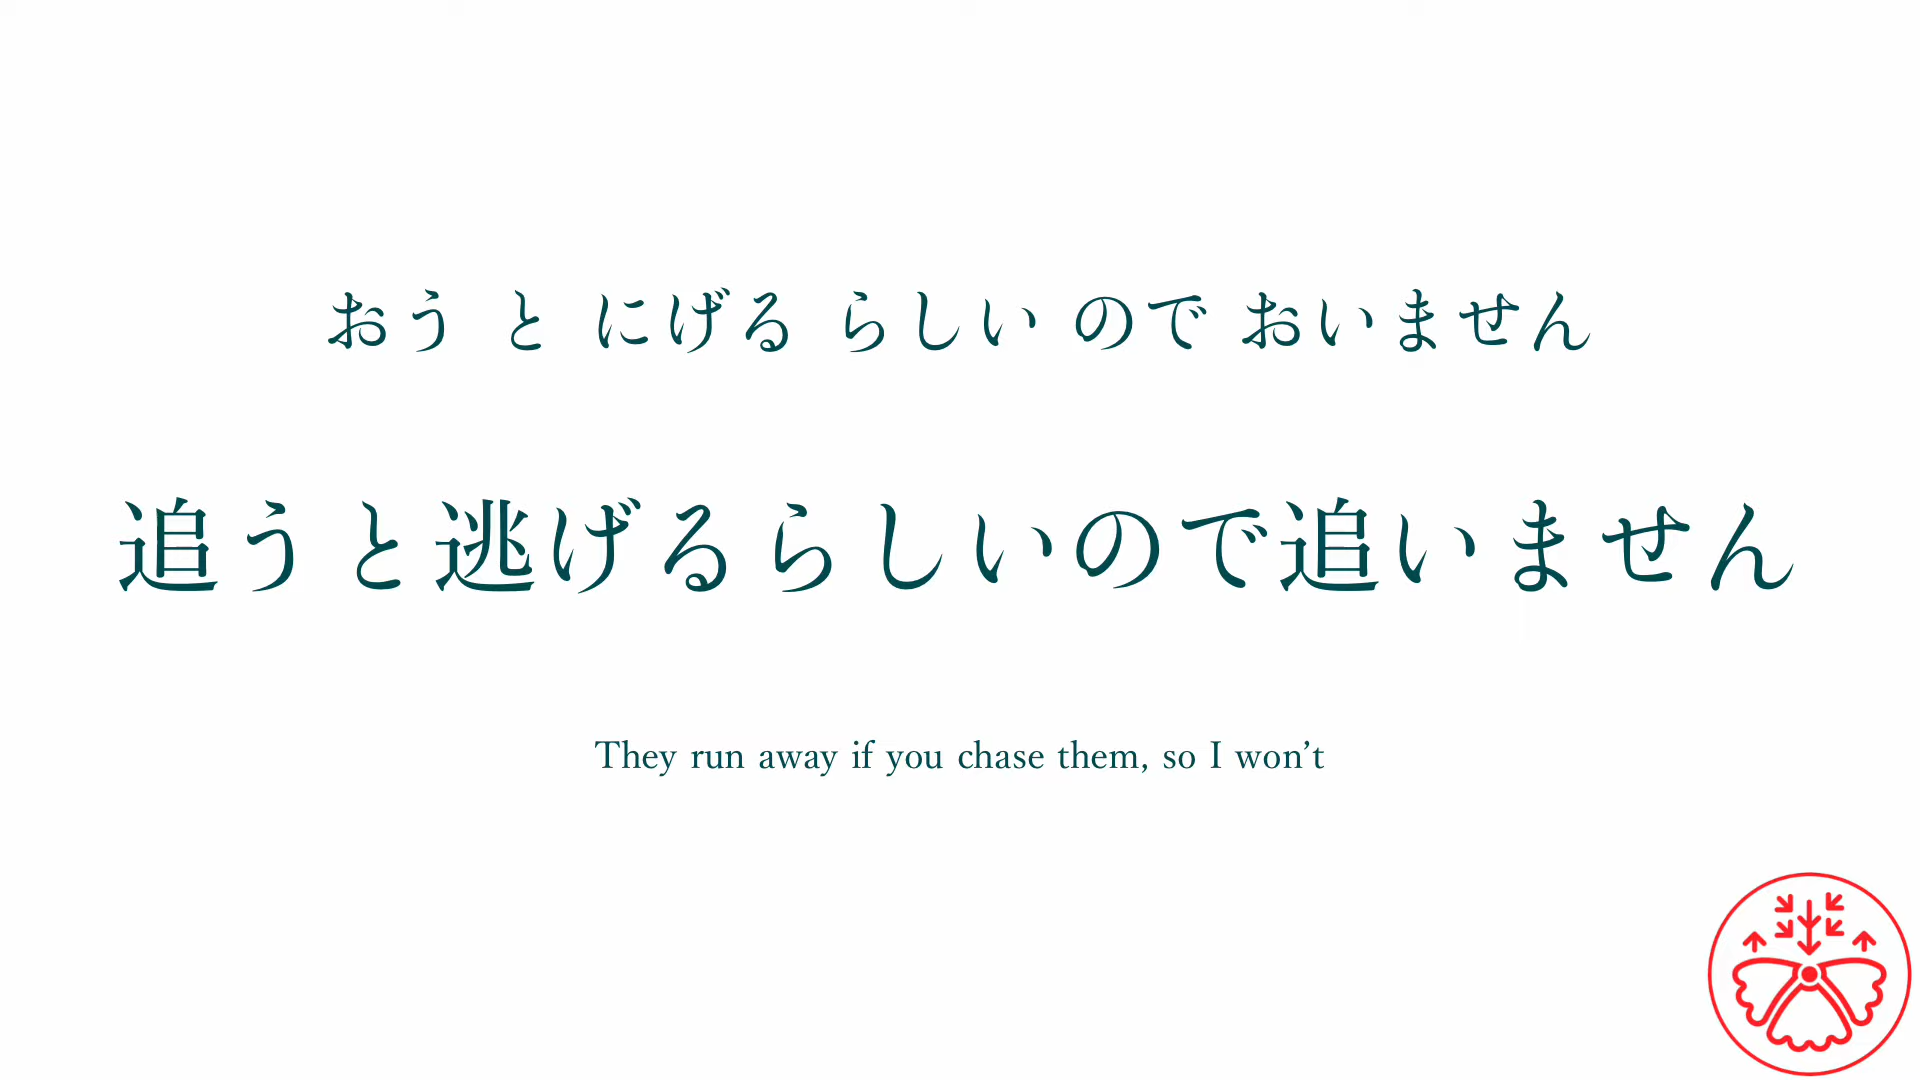 おう と にげる らしい ので おいません
追うと逃げるらしいので追いません
They run away if you chase them, so I won’t